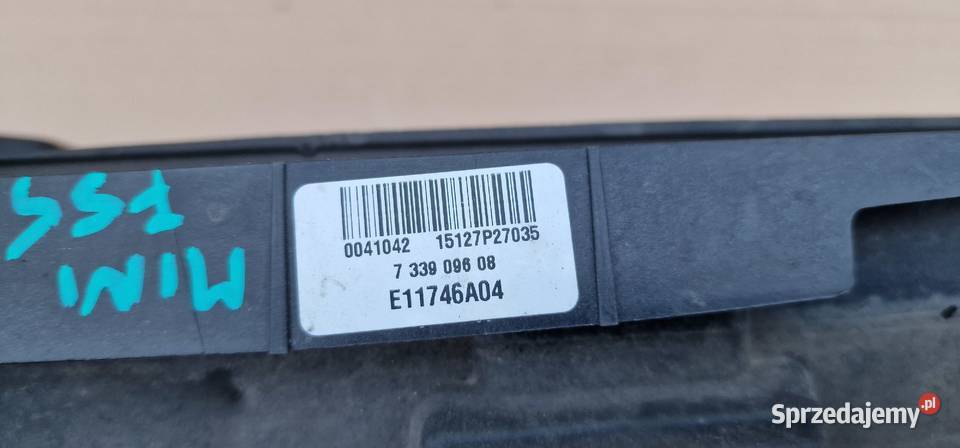 0041042 15127P27035
7 339 096 08
E11746A04
MINI
F55
Sprzedajemy.pl